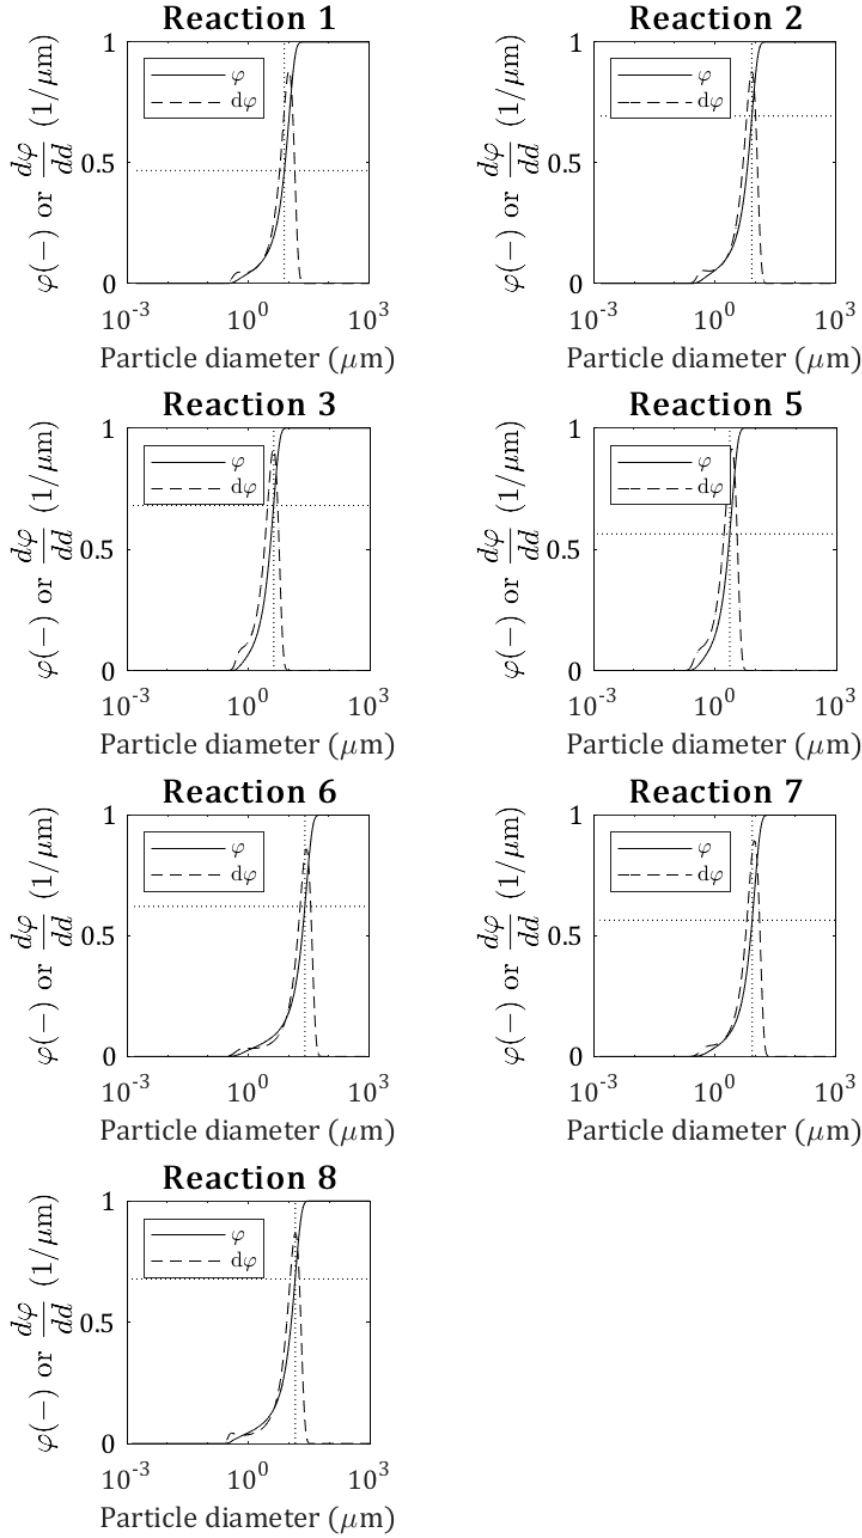 Reaction 1
φ(−) or dφ/dd (1/μm)
1
0.5
0
φ
dφ
10^-3 10^0 10^3
Particle diameter (μm)
Reaction 2
φ(−) or dφ/dd (1/μm)
1
0.5
0
φ
dφ
10^-3 10^0 10^3
Particle diameter (μm)
Reaction 3
φ(−) or dφ/dd (1/μm)
1
0.5
0
φ
dφ
10^-3 10^0 10^3
Particle diameter (μm)
Reaction 5
φ(−) or dφ/dd (1/μm)
1
0.5
0
φ
dφ
10^-3 10^0 10^3
Particle diameter (μm)
Reaction 6
φ(−) or dφ/dd (1/μm)
1
0.5
0
φ
dφ
10^-3 10^0 10^3
Particle diameter (μm)
Reaction 7
φ(−) or dφ/dd (1/μm)
1
0.5
0
φ
dφ
10^-3 10^0 10^3
Particle diameter (μm)
Reaction 8
φ(−) or dφ/dd (1/μm)
1
0.5
0
φ
dφ
10^-3 10^0 10^3
Particle diameter (μm)